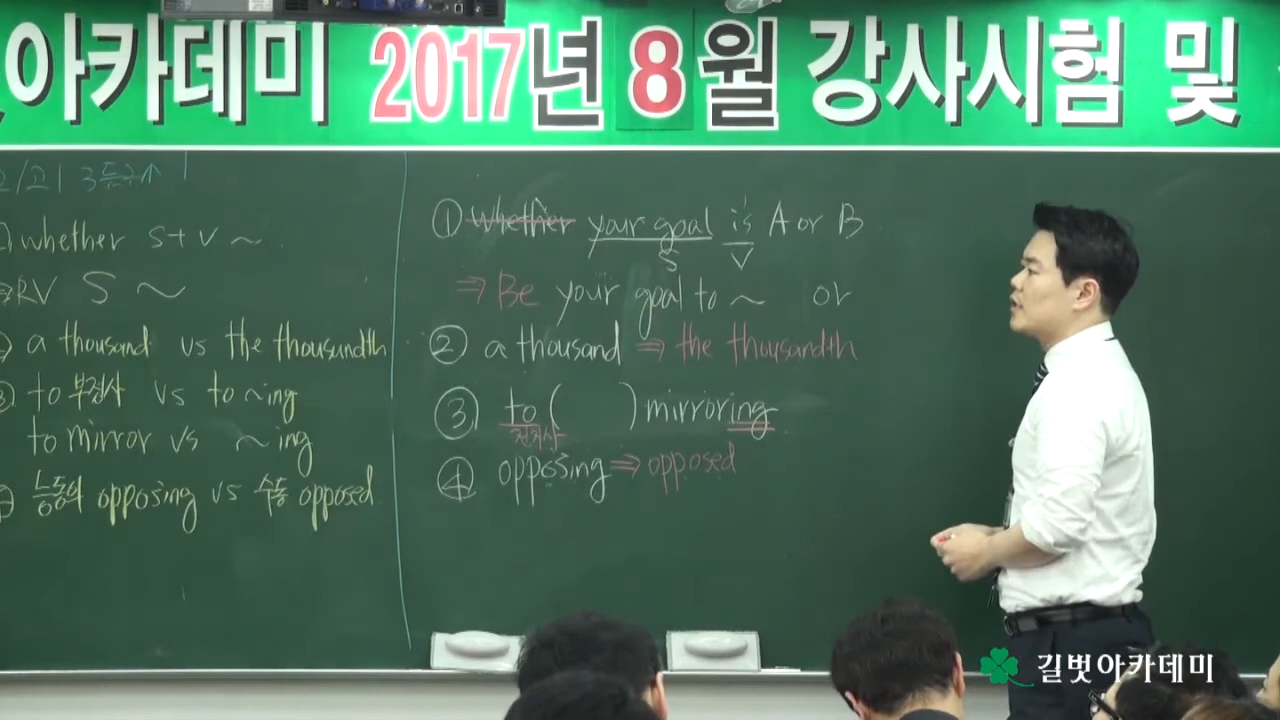 아카데미 2017년 8월 강사시험 및
2/고1 3등급↑
whether S+V ~.
⇒RV S ~
a thousand vs the thousandth
③ to 부정사 vs to ~ing
to mirror vs ~ing
능동의 opposing vs 수동 opposed
① whether your goal is A or B
S V
⇒ Be your goal to ~ or
② a thousand ⇒ the thousandth
③ to ( ) mirroring
전치사
④ opposing ⇒ opposed
길벗아카데미